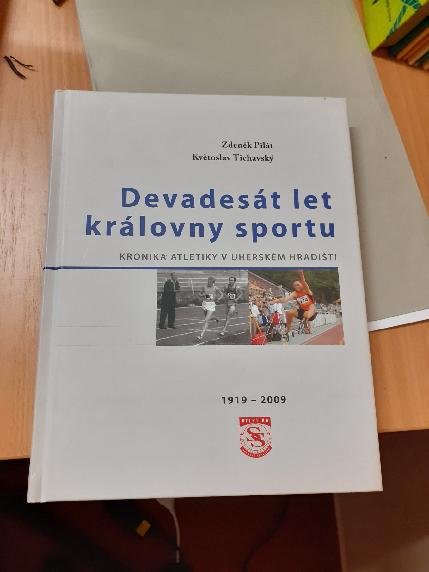 Zdeněk Pilát
Květoslav Tichavský
Devadesát let
královny sportu
KRONIKA ATLETIKY V UHERSKÉM HRADIŠTI
1919 – 2009